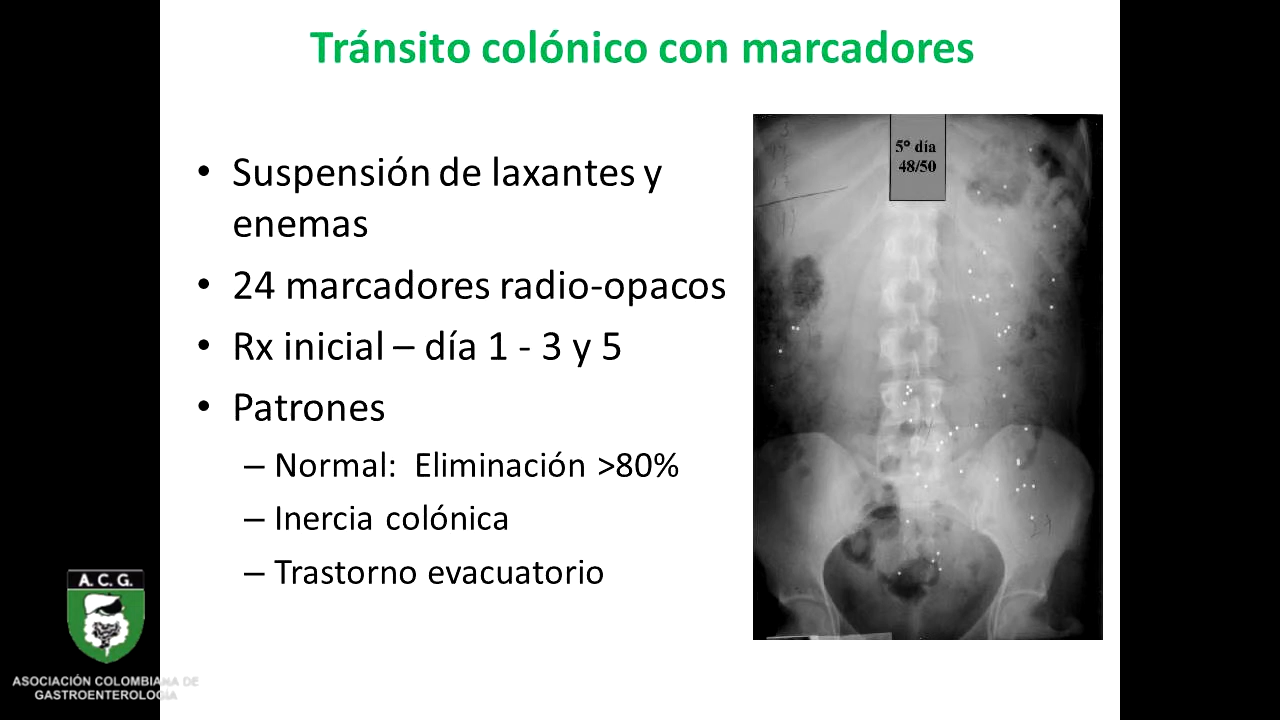 Tránsito colónico con marcadores
• Suspensión de laxantes y
enemas
• 24 marcadores radio-opacos
• Rx inicial – día 1 - 3 y 5
• Patrones
– Normal: Eliminación >80%
– Inercia colónica
– Trastorno evacuatorio
5º día
48/50
A. C. G.
ASOCIACIÓN COLOMBIANA DE
GASTROENTEROLOGÍA